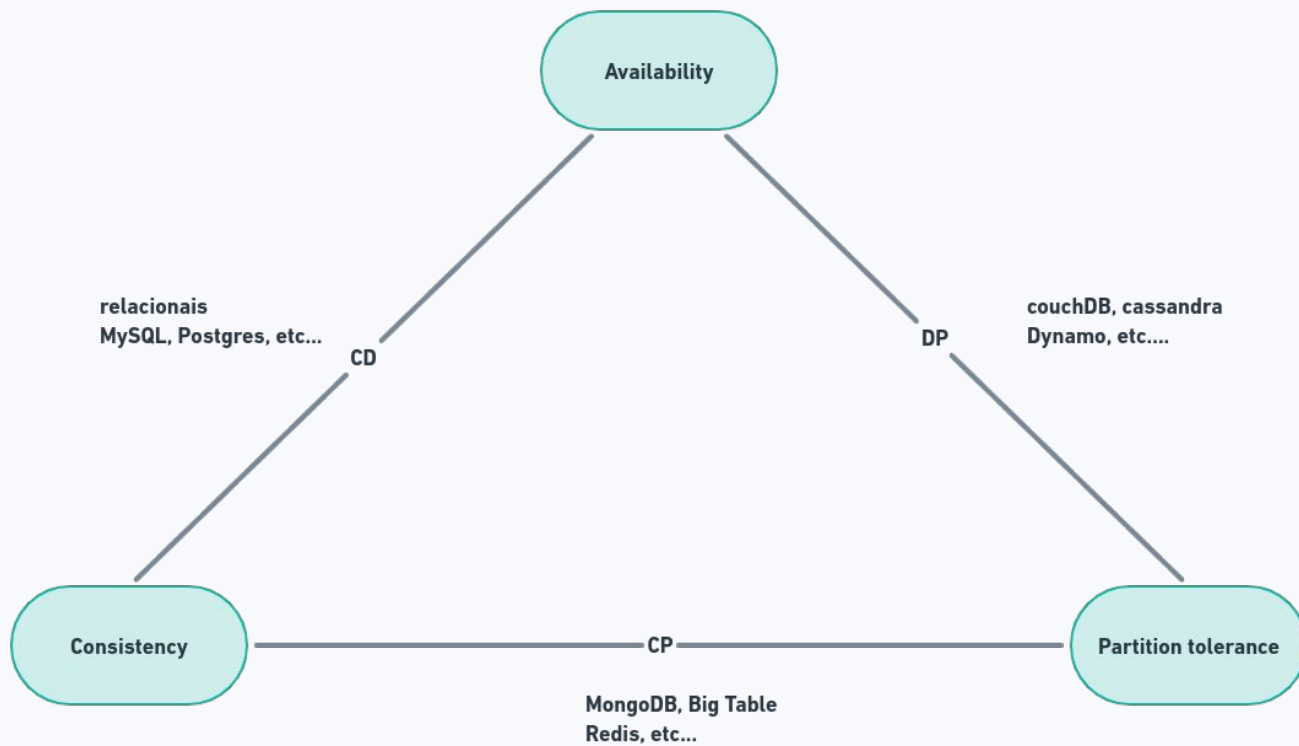 Availability
relacionais
MySQL, Postgres, etc...
CD
couchDB, cassandra
Dynamo, etc....
DP
Consistency
CP
Partition tolerance
MongoDB, Big Table
Redis, etc...